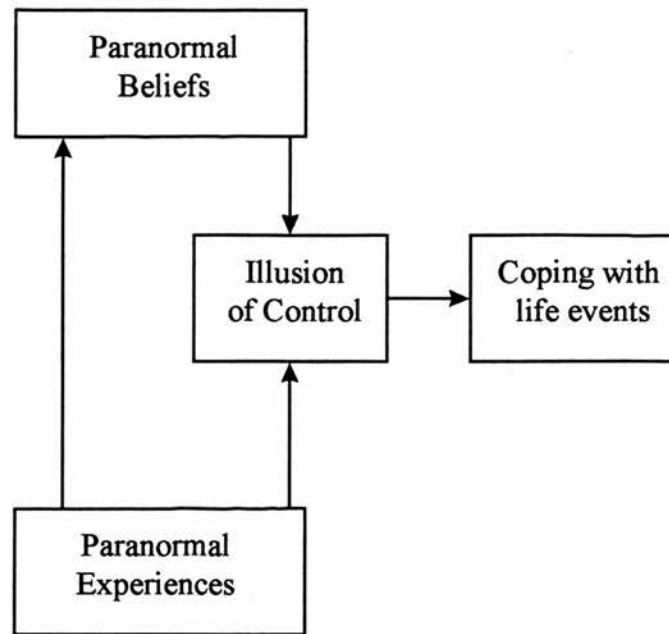 Paranormal
Beliefs
Illusion
of Control
Coping with
life events
Paranormal
Experiences